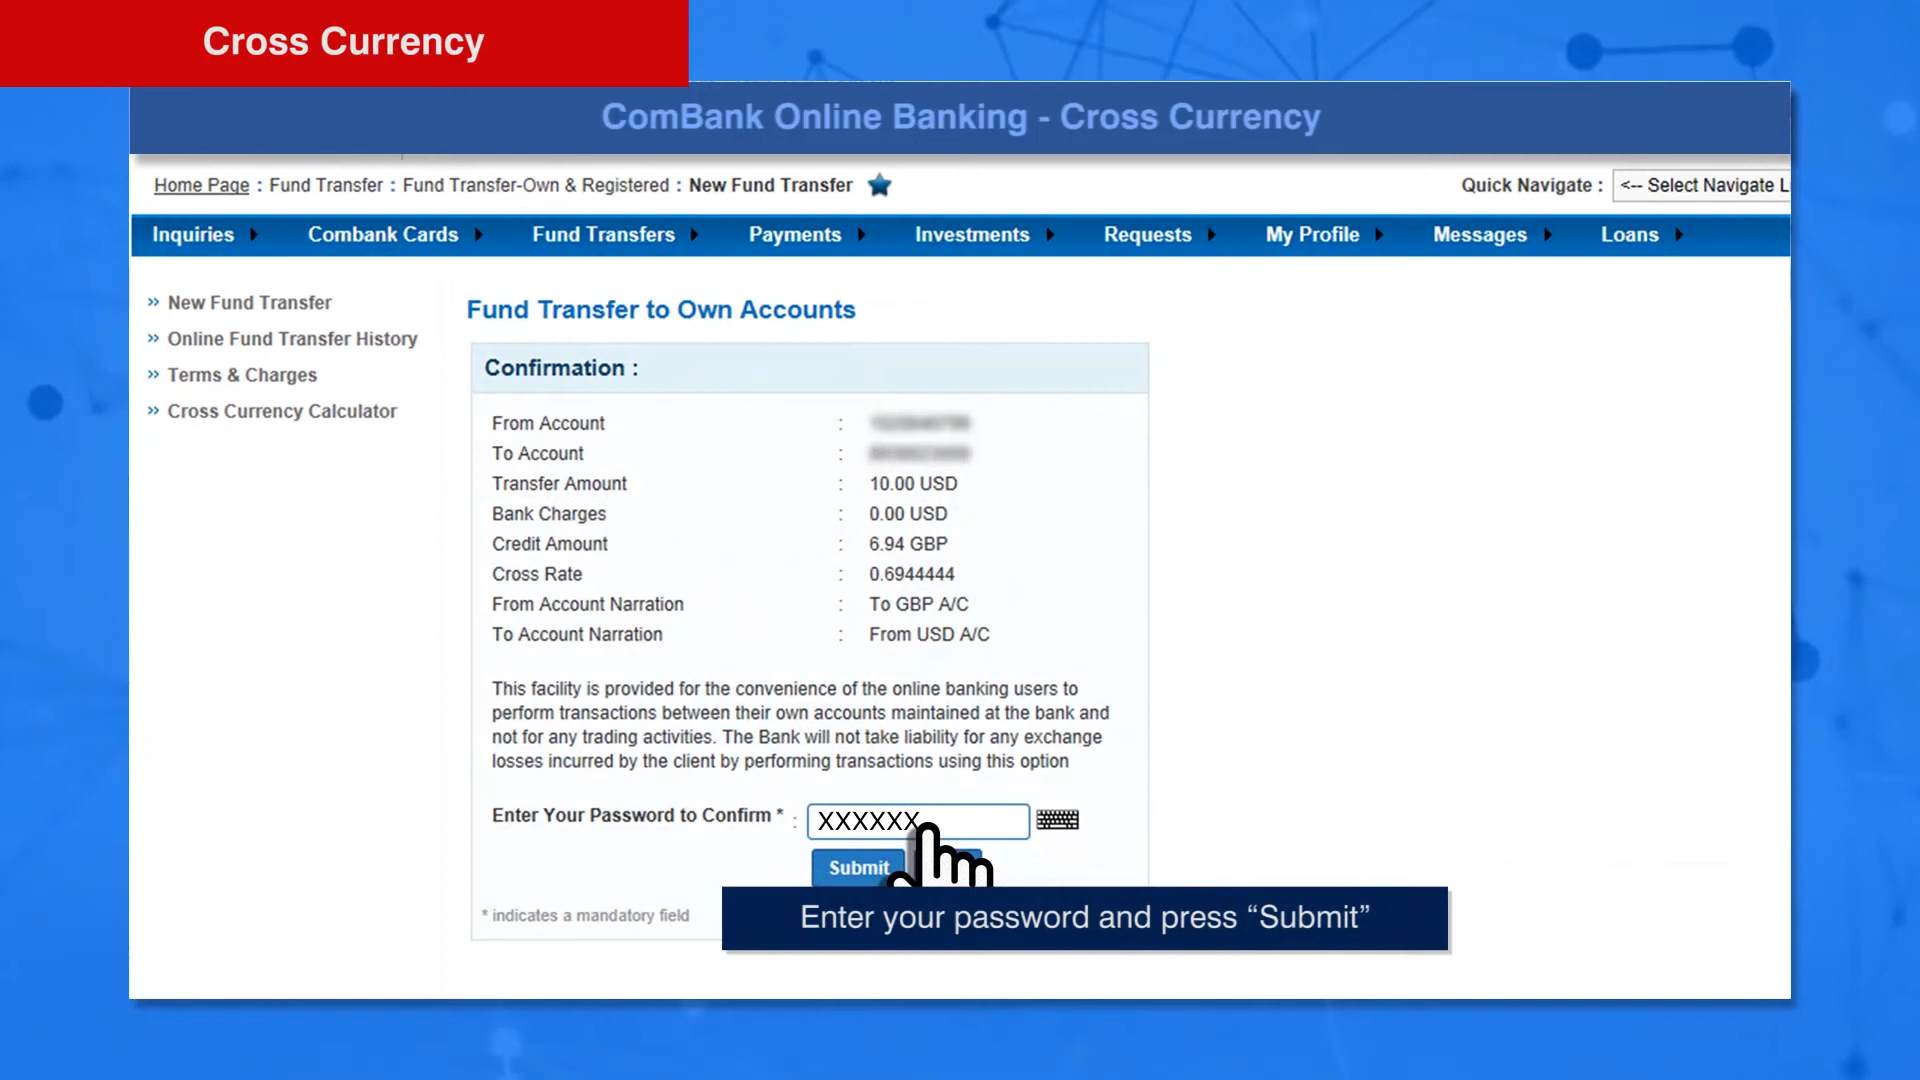 Cross Currency
ComBank Online Banking - Cross Currency
Home Page : Fund Transfer : Fund Transfer-Own & Registered : New Fund Transfer
Quick Navigate : <-- Select Navigate L
Inquiries Combank Cards Fund Transfers Payments Investments Requests My Profile Messages Loans
» New Fund Transfer
» Online Fund Transfer History
» Terms & Charges
» Cross Currency Calculator
Fund Transfer to Own Accounts
Confirmation :
From Account :
To Account :
Transfer Amount : 10.00 USD
Bank Charges : 0.00 USD
Credit Amount : 6.94 GBP
Cross Rate : 0.6944444
From Account Narration : To GBP A/C
To Account Narration : From USD A/C
This facility is provided for the convenience of the online banking users to
perform transactions between their own accounts maintained at the bank and
not for any trading activities. The Bank will not take liability for any exchange
losses incurred by the client by performing transactions using this option
Enter Your Password to Confirm * : XXXXXX
Submit
* indicates a mandatory field
Enter your password and press “Submit”